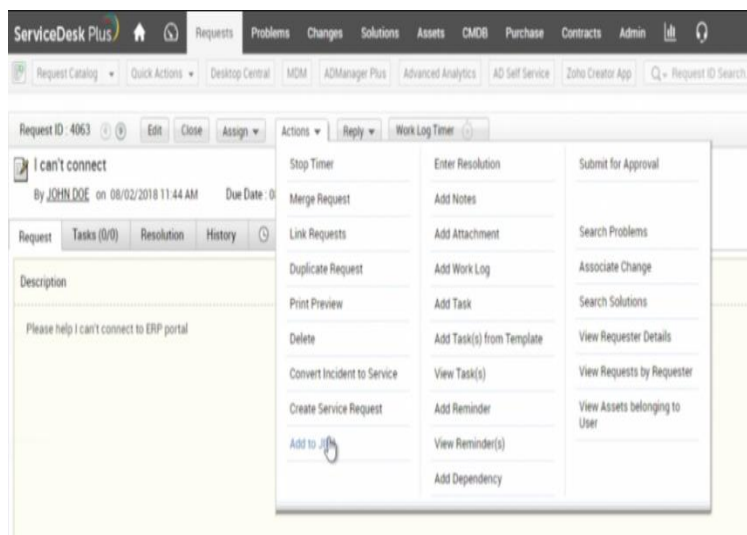 ServiceDesk Plus Requests Problems Changes Solutions Assets CMDB Purchase Contracts Admin
Request Catalog Quick Actions Desktop Central MDM ADManager Plus Advanced Analytics AD Self Service Zoho Creator App Request ID Search
Request ID : 4063 Edit Close Assign Actions Reply Work Log Timer
I can't connect
By JOHN DOE on 08/02/2018 11:44 AM Due Date : 0
Request Tasks (0/0) Resolution History
Description
Please help I can't connect to ERP portal
Stop Timer
Merge Request
Link Requests
Duplicate Request
Print Preview
Delete
Convert Incident to Service
Create Service Request
Add to
Enter Resolution
Add Notes
Add Attachment
Add Work Log
Add Task
Add Task(s) from Template
View Task(s)
Add Reminder
View Reminder(s)
Add Dependency
Submit for Approval
Search Problems
Associate Change
Search Solutions
View Requester Details
View Requests by Requester
View Assets belonging to
User